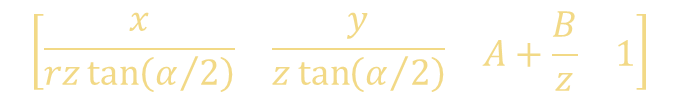 [x/(rz tan(α/2))  y/(z tan(α/2))  A + B/z  1]